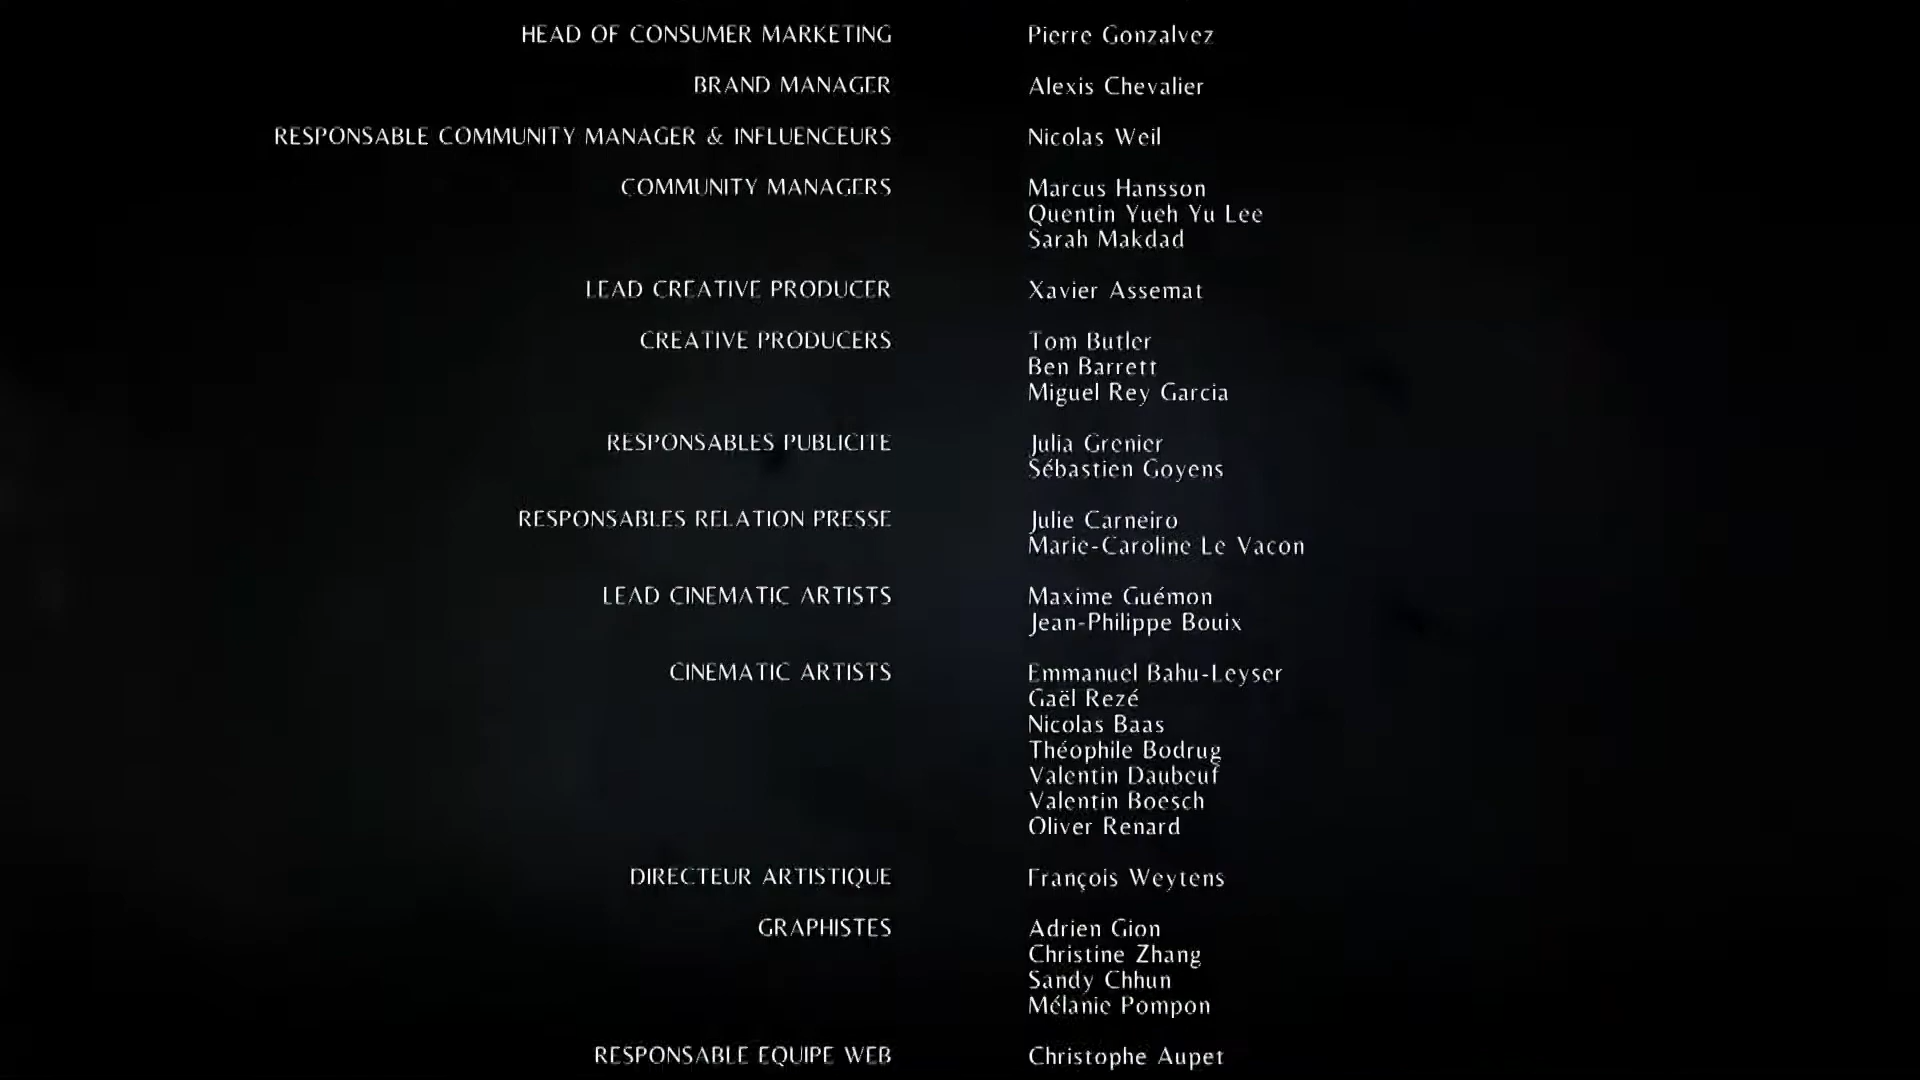 HEAD OF CONSUMER MARKETING Pierre Gonzalvez
BRAND MANAGER Alexis Chevalier
RESPONSABLE COMMUNITY MANAGER & INFLUENCEURS Nicolas Weil
COMMUNITY MANAGERS Marcus Hansson
Quentin Yueh Yu Lee
Sarah Makdad
LEAD CREATIVE PRODUCER Xavier Assemat
CREATIVE PRODUCERS Tom Butler
Ben Barrett
Miguel Rey Garcia
RESPONSABLES PUBLICITE Julia Grenier
Sébastien Goyens
RESPONSABLES RELATION PRESSE Julie Carneiro
Marie-Caroline Le Vacon
LEAD CINEMATIC ARTISTS Maxime Guémon
Jean-Philippe Bouix
CINEMATIC ARTISTS Emmanuel Bahu-Leyser
Gaël Rezé
Nicolas Baas
Théophile Bodrug
Valentin Daubeuf
Valentin Boesch
Oliver Renard
DIRECTEUR ARTISTIQUE François Weytens
GRAPHISTES Adrien Gion
Christine Zhang
Sandy Chhun
Mélanie Pompon
RESPONSABLE EQUIPE WEB Christophe Aupet